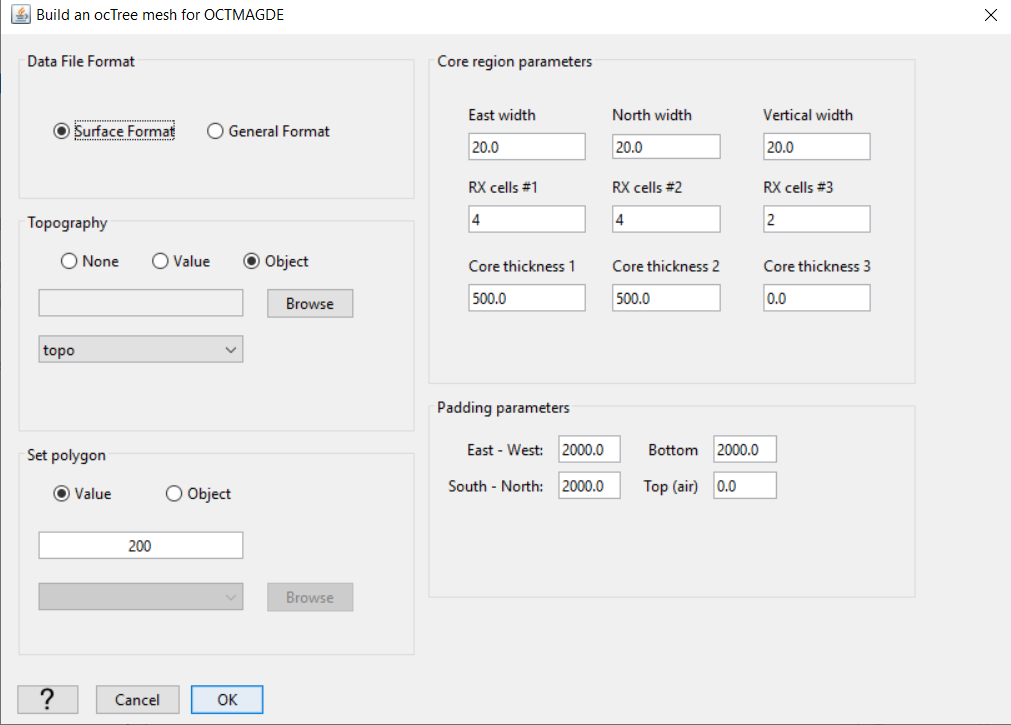 Build an ocTree mesh for OCTMAGDE
Data File Format
Surface Format General Format
Topography
None Value Object
Browse
topo
Set polygon
Value Object
200
Browse
? Cancel OK
Core region parameters
East width North width Vertical width
20.0 20.0 20.0
RX cells #1 RX cells #2 RX cells #3
4 4 2
Core thickness 1 Core thickness 2 Core thickness 3
500.0 500.0 0.0
Padding parameters
East - West: 2000.0 Bottom 2000.0
South - North: 2000.0 Top (air) 0.0